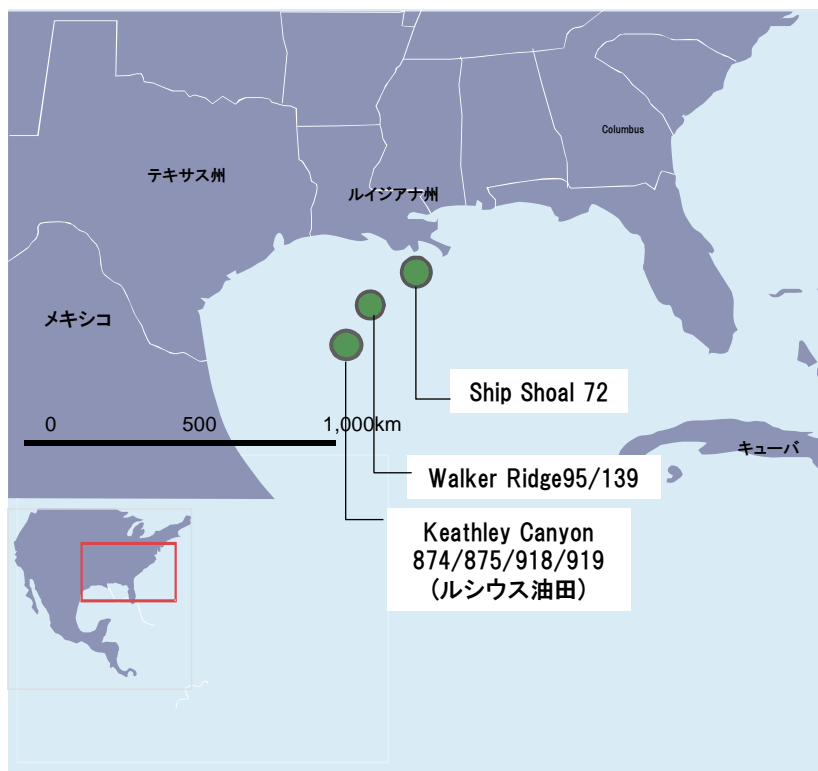 Columbus
テキサス州
ルイジアナ州
メキシコ
Ship Shoal 72
0 500 1,000km
キューバ
Walker Ridge95/139
Keathley Canyon
874/875/918/919
(ルシウス油田)